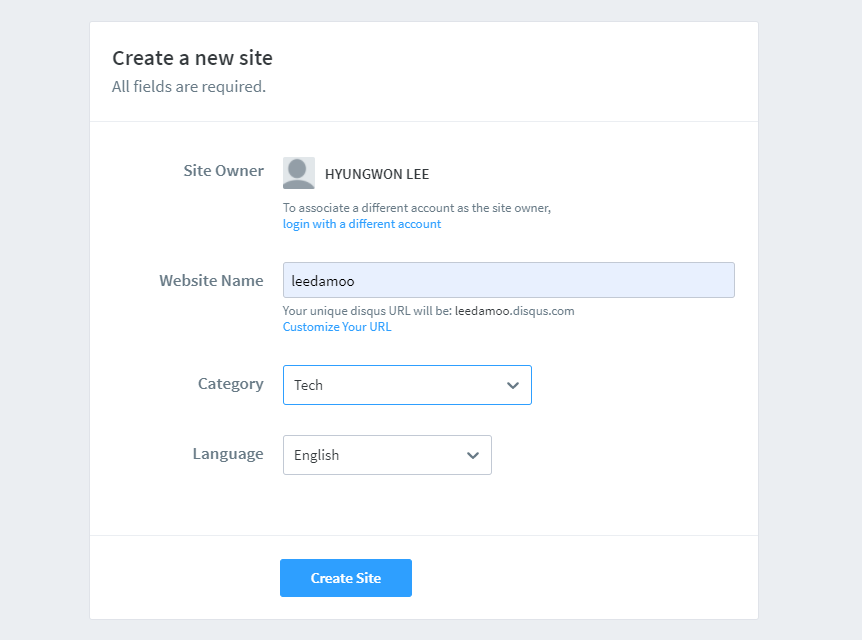 Create a new site
All fields are required.
Site Owner
HYUNGWON LEE
To associate a different account as the site owner,
login with a different account
Website Name
leedamoo
Your unique disqus URL will be: leedamoo.disqus.com
Customize Your URL
Category
Tech
Language
English
Create Site